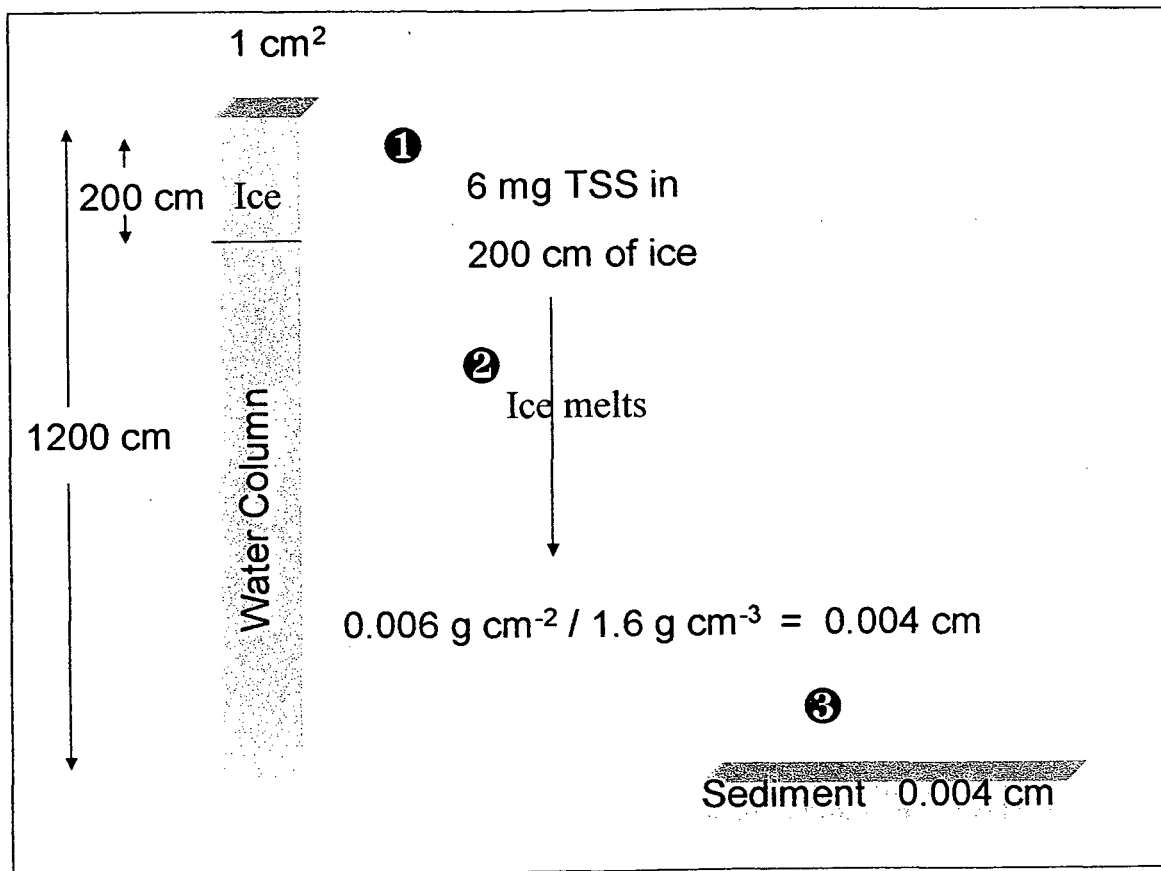 1 cm²
❶
200 cm Ice
6 mg TSS in
200 cm of ice
❷
Ice melts
1200 cm
Water Column
0.006 g cm⁻² / 1.6 g cm⁻³ = 0.004 cm
❸
Sediment 0.004 cm